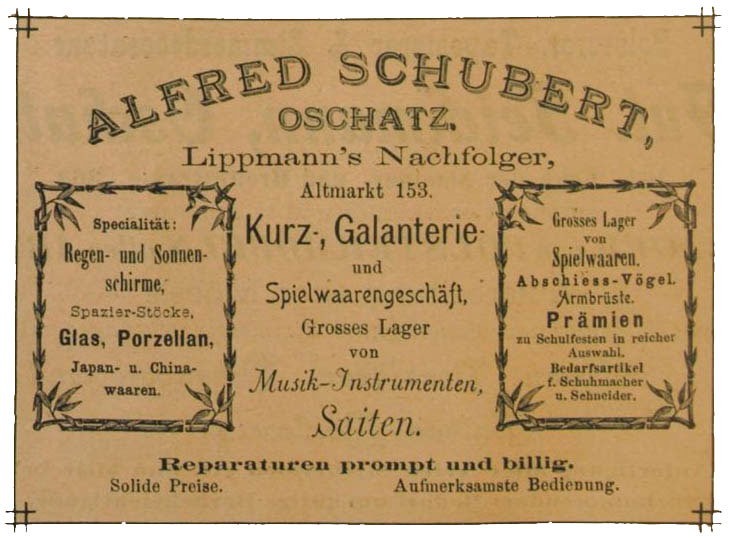 ALFRED SCHUBERT,
OSCHATZ.
Lippmann's Nachfolger,
Altmarkt 153.
Specialität:
Regen- und Sonnen-
schirme,
Spazier-Stöcke,
Glas, Porzellan,
Japan- u. China-
waaren.
Kurz-, Galanterie-
und
Spielwaarengeschäft,
Grosses Lager
von
Musik-Instrumenten,
Saiten.
Grosses Lager
von
Spielwaaren.
Abschiess-Vögel.
Armbrüste.
Prämien
zu Schulfesten in reicher
Auswahl.
Bedarfsartikel
f. Schuhmacher
u. Schneider.
Reparaturen prompt und billig.
Solide Preise. Aufmerksamste Bedienung.